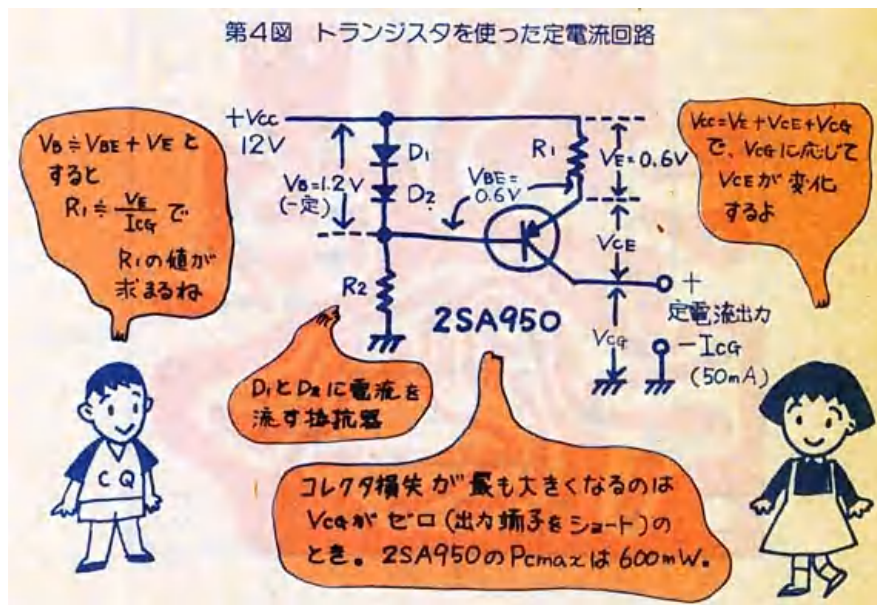 第4図 トランジスタを使った定電流回路
VB≒VBE+VEと
すると
R1≒VE/ICGで
R1の値が
求まるね
+VCC
12V
VB=1.2V
(一定)
D1
D2
R2
VBE=
0.6V
R1
VE=0.6V
VCE
VCG
2SA950
+
定電流出力
-ICG
(50mA)
VCC=VE+VCE+VCG
で、VCGに応じて
VCEが変化
するよ
D1とD2に電流を
流す抵抗器
コレクタ損失が最も大きくなるのは
VCGがゼロ(出力端子をショート)の
とき。2SA950のPcmaxは600mW。
CQ